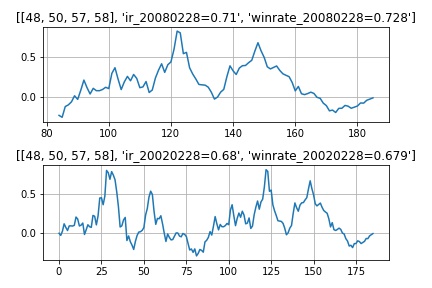 [[48, 50, 57, 58], 'ir_20080228=0.71', 'winrate_20080228=0.728']
0.5
0.0
80 100 120 140 160 180
[[48, 50, 57, 58], 'ir_20020228=0.68', 'winrate_20020228=0.679']
0.5
0.0
0 25 50 75 100 125 150 175